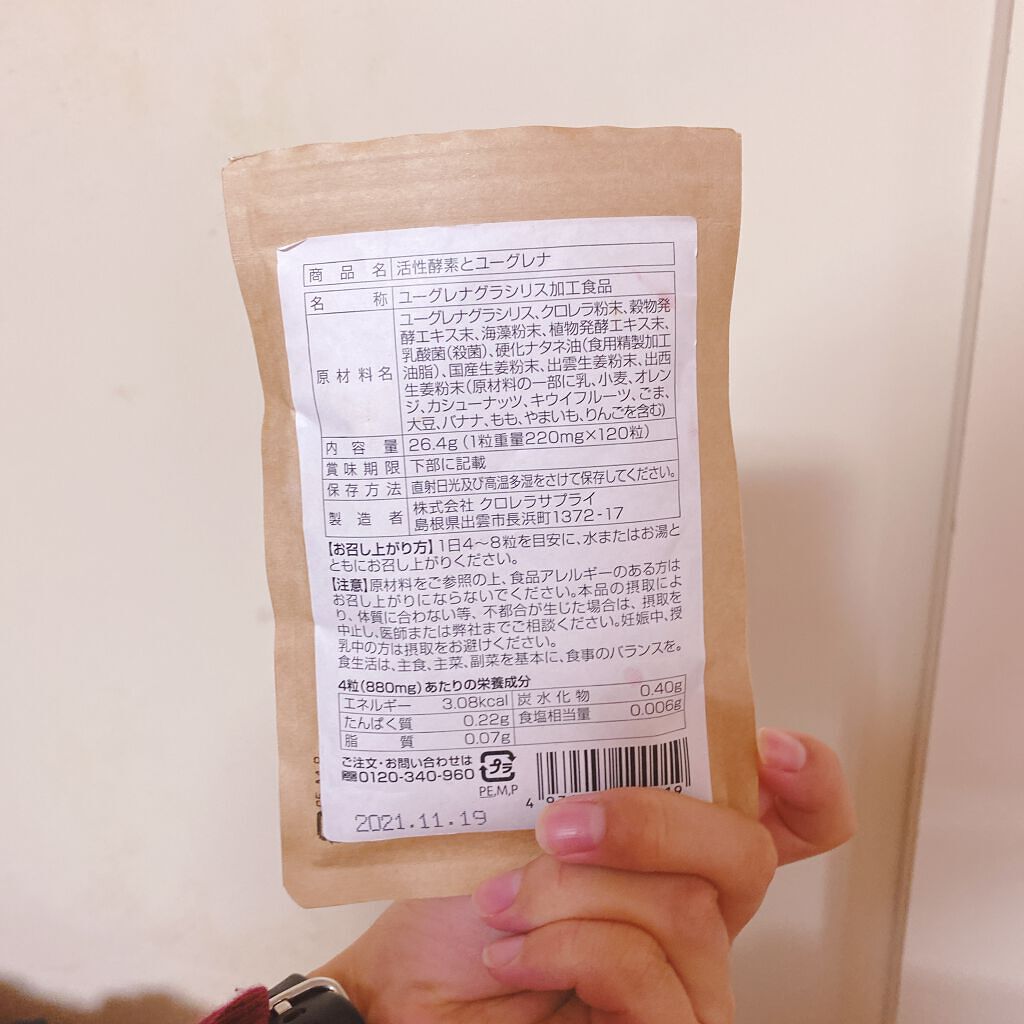 商品名 活性酵素とユーグレナ
名称 ユーグレナグラシリス加工食品
原材料名 ユーグレナグラシリス、クロレラ粉末、穀物発
酵エキス末、海藻粉末、植物発酵エキス末、
乳酸菌(殺菌)、硬化ナタネ油(食用精製加工
油脂)、国産生姜粉末、出雲生姜粉末、出西
生姜粉末(原材料の一部に乳、小麦、オレン
ジ、カシューナッツ、キウイフルーツ、ごま、
大豆、バナナ、もも、やまいも、りんごを含む)
内容量 26.4g(1粒重量220mg×120粒)
賞味期限 下部に記載
保存方法 直射日光及び高温多湿をさけて保存してください。
製造者 株式会社 クロレラサプライ
島根県出雲市長浜町1372-17
【お召し上がり方】1日4~8粒を目安に、水またはお湯と
ともにお召し上がりください。
【注意】原材料をご参照の上、食品アレルギーのある方は
お召し上がりにならないでください。本品の摂取によ
り、体質に合わない等、不都合が生じた場合は、摂取を
中止し、医師または弊社までご相談ください。妊娠中、授
乳中の方は摂取をお避けください。
食生活は、主食、主菜、副菜を基本に、食事のバランスを。
4粒(880mg)あたりの栄養成分
エネルギー 3.08kcal 炭水化物 0.40g
たんぱく質 0.22g 食塩相当量 0.006g
脂質 0.07g
ご注文・お問い合わせは
0120-340-960
プラ
PE,M,P
2021.11.19